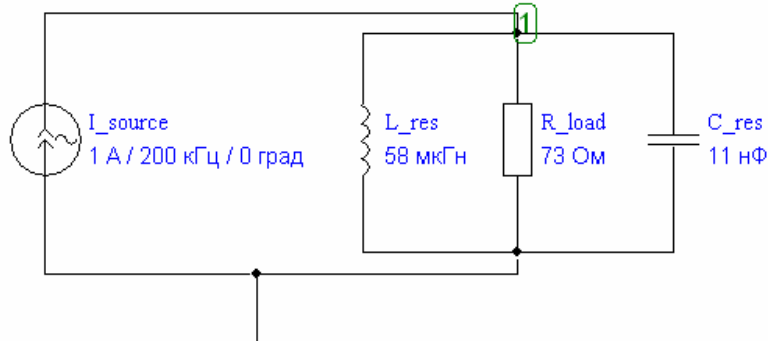 1
I_source
1 А / 200 кГц / 0 град
L_res
58 мкГн
R_load
73 Ом
C_res
11 нФ